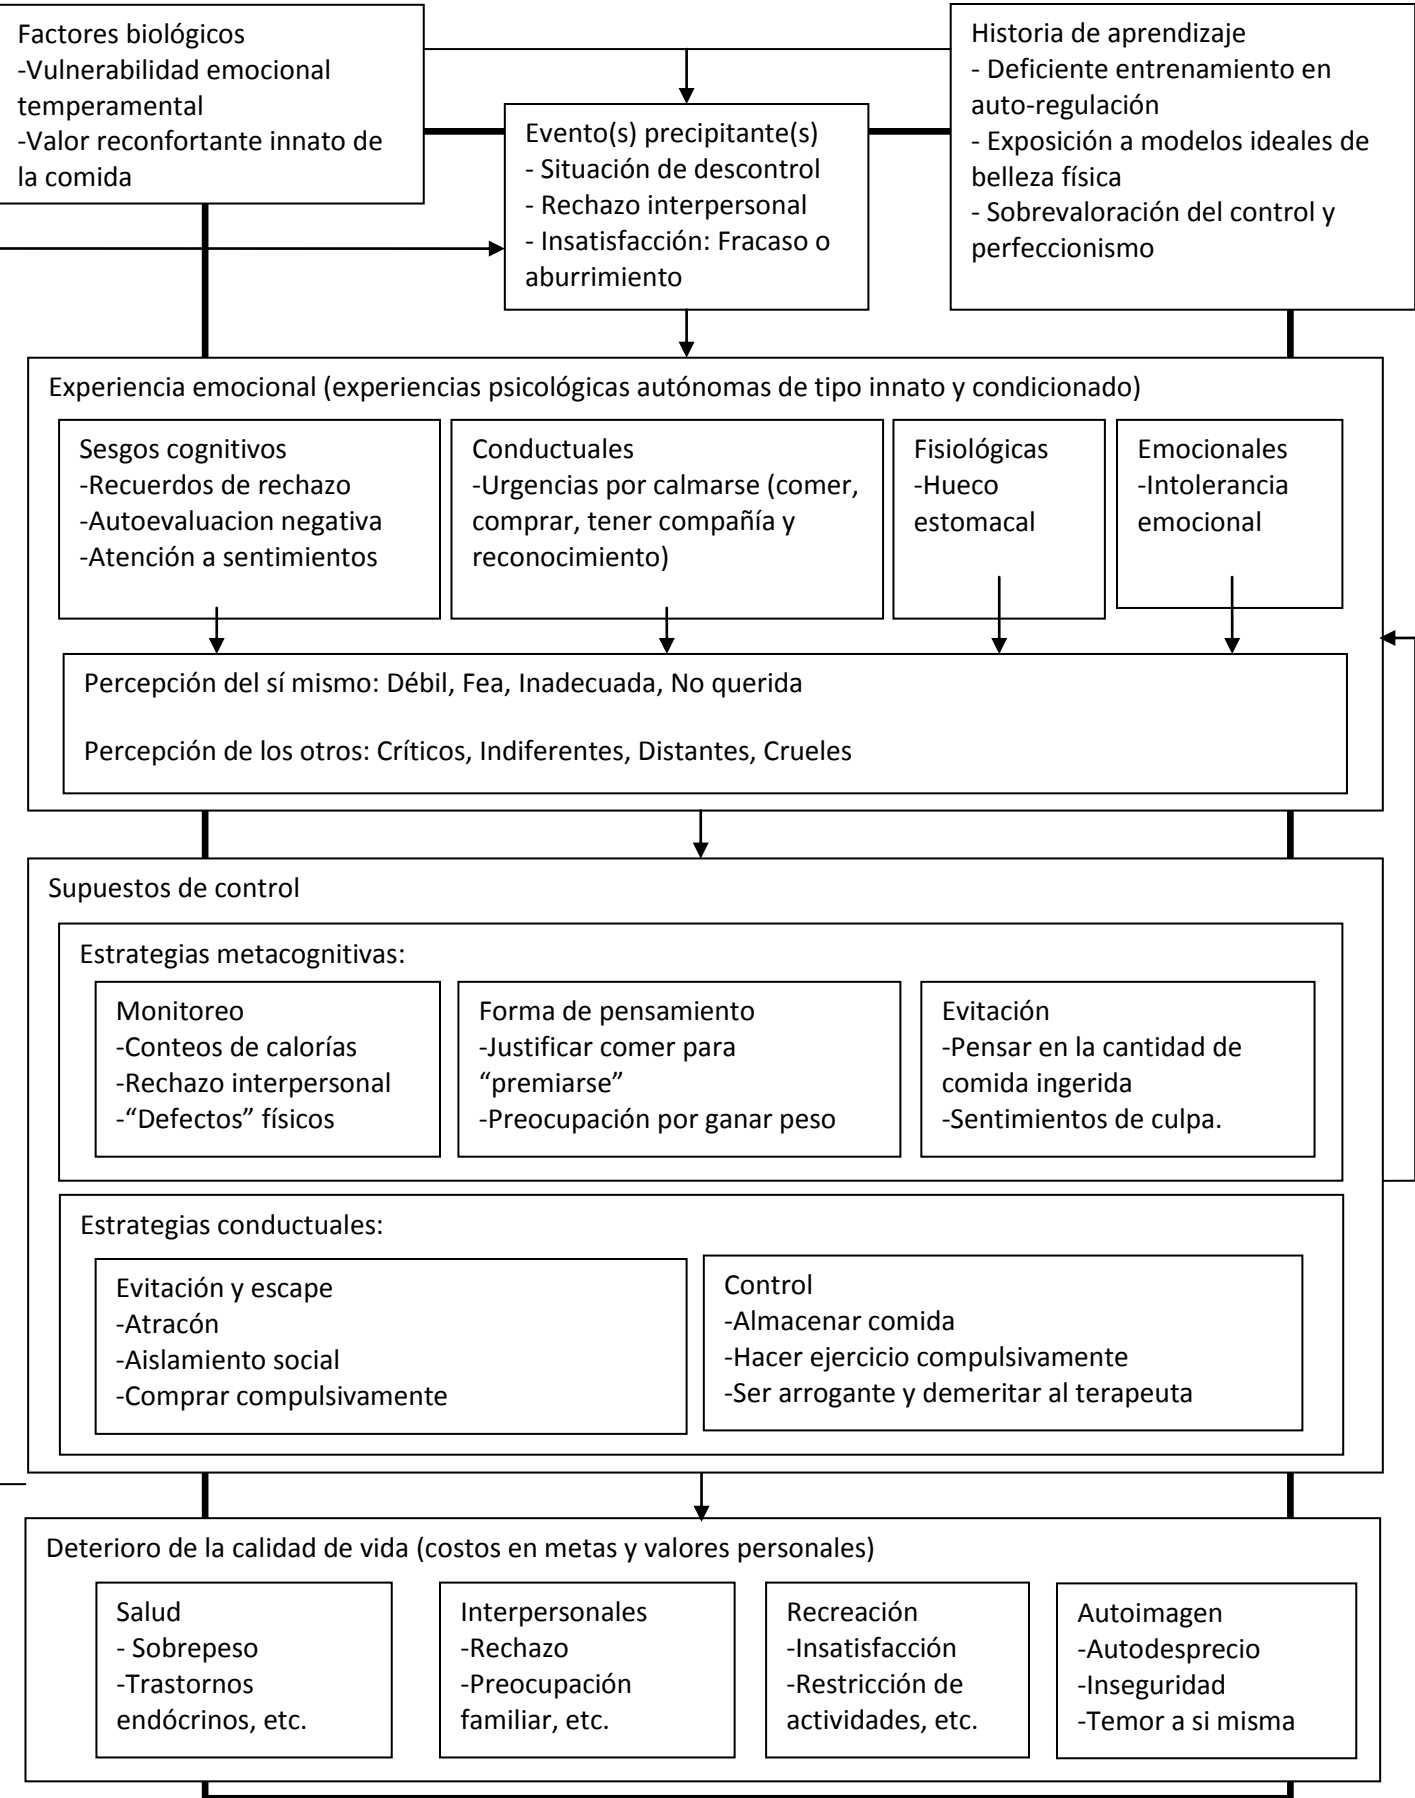 Factores biológicos
-Vulnerabilidad emocional
temperamental
-Valor reconfortante innato de
la comida
Evento(s) precipitante(s)
- Situación de descontrol
- Rechazo interpersonal
- Insatisfacción: Fracaso o
aburrimiento
Historia de aprendizaje
- Deficiente entrenamiento en
auto-regulación
- Exposición a modelos ideales de
belleza física
- Sobrevaloración del control y
perfeccionismo
Experiencia emocional (experiencias psicológicas autónomas de tipo innato y condicionado)
Sesgos cognitivos
-Recuerdos de rechazo
-Autoevaluacion negativa
-Atención a sentimientos
Conductuales
-Urgencias por calmarse (comer,
comprar, tener compañía y
reconocimiento)
Fisiológicas
-Hueco
estomacal
Emocionales
-Intolerancia
emocional
Percepción del sí mismo: Débil, Fea, Inadecuada, No querida
Percepción de los otros: Críticos, Indiferentes, Distantes, Crueles
Supuestos de control
Estrategias metacognitivas:
Monitoreo
-Conteos de calorías
-Rechazo interpersonal
-“Defectos” físicos
Forma de pensamiento
-Justificar comer para
“premiarse”
-Preocupación por ganar peso
Evitación
-Pensar en la cantidad de
comida ingerida
-Sentimientos de culpa.
Estrategias conductuales:
Evitación y escape
-Atracón
-Aislamiento social
-Comprar compulsivamente
Control
-Almacenar comida
-Hacer ejercicio compulsivamente
-Ser arrogante y demeritar al terapeuta
Deterioro de la calidad de vida (costos en metas y valores personales)
Salud
- Sobrepeso
-Trastornos
endócrinos, etc.
Interpersonales
-Rechazo
-Preocupación
familiar, etc.
Recreación
-Insatisfacción
-Restricción de
actividades, etc.
Autoimagen
-Autodesprecio
-Inseguridad
-Temor a si misma